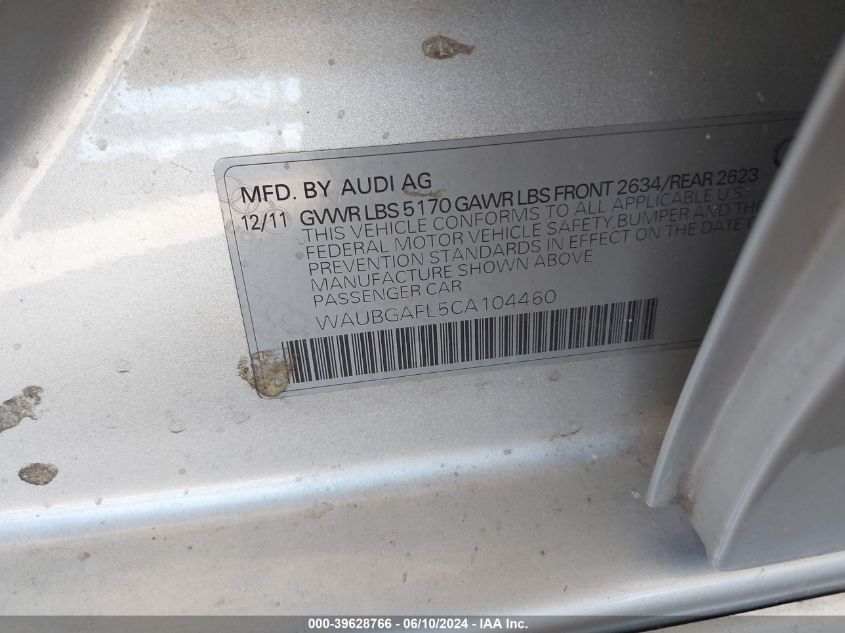 MFD. BY AUDI AG
12/11 GVWR LBS 5170 GAWR LBS FRONT 2634/REAR 2623
THIS VEHICLE CONFORMS TO ALL APPLICABLE U.S.
FEDERAL MOTOR VEHICLE SAFETY, BUMPER AND THE
PREVENTION STANDARDS IN EFFECT ON THE DATE O
MANUFACTURE SHOWN ABOVE
PASSENGER CAR
WAUBGAFL5CA104460
000-39628766 - 06/10/2024 - IAA Inc.